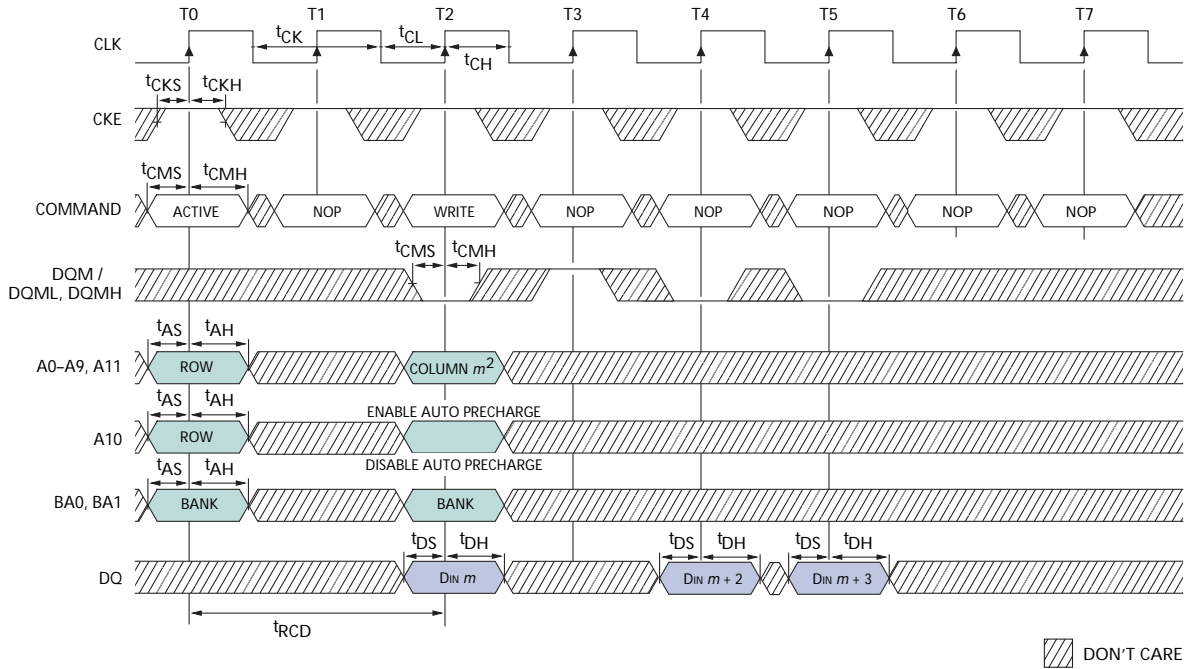 T0 T1 T2 T3 T4 T5 T6 T7
CLK
tCK tCL
tCH
tCKS tCKH
CKE
tCMS tCMH
COMMAND ACTIVE NOP WRITE NOP NOP NOP NOP NOP
tCMS tCMH
DQM /
DQML, DQMH
tAS tAH
A0–A9, A11 ROW COLUMN m2
tAS tAH ENABLE AUTO PRECHARGE
A10 ROW
DISABLE AUTO PRECHARGE
tAS tAH
BA0, BA1 BANK BANK
tDS tDH tDS tDH tDS tDH
DQ DIN m DIN m + 2 DIN m + 3
tRCD
DON'T CARE